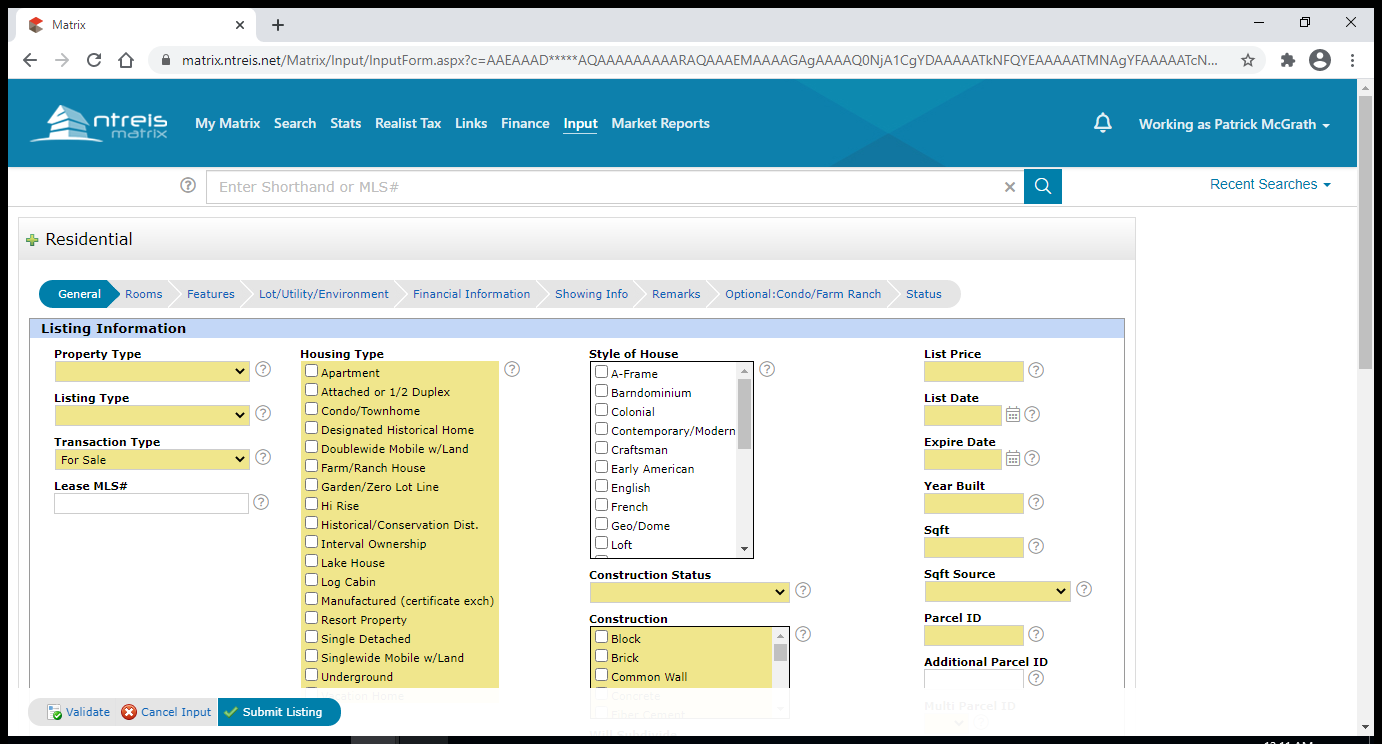 Matrix
matrix.ntreis.net/Matrix/Input/InputForm.aspx?c=AAEAAAD*****AQAAAAAAAAARAQAAAEMAAAAGAgAAAAQ0NjA1CgYDAAAAATkNFQYEAAAAATMNAgYFAAAAATcN...
ntreis matrix
My Matrix Search Stats Realist Tax Links Finance Input Market Reports
Working as Patrick McGrath
Enter Shorthand or MLS#
Recent Searches
Residential
General Rooms Features Lot/Utility/Environment Financial Information Showing Info Remarks Optional:Condo/Farm Ranch Status
Listing Information
Property Type
Listing Type
Transaction Type
For Sale
Lease MLS#
Housing Type
Apartment
Attached or 1/2 Duplex
Condo/Townhome
Designated Historical Home
Doublewide Mobile w/Land
Farm/Ranch House
Garden/Zero Lot Line
Hi Rise
Historical/Conservation Dist.
Interval Ownership
Lake House
Log Cabin
Manufactured (certificate exch)
Resort Property
Single Detached
Singlewide Mobile w/Land
Underground
Vacation Home
Style of House
A-Frame
Barndominium
Colonial
Contemporary/Modern
Craftsman
Early American
English
French
Geo/Dome
Loft
Construction Status
Construction
Block
Brick
Common Wall
Concrete
Fiber Cement
List Price
List Date
Expire Date
Year Built
Sqft
Sqft Source
Parcel ID
Additional Parcel ID
Multi Parcel ID
Validate Cancel Input Submit Listing